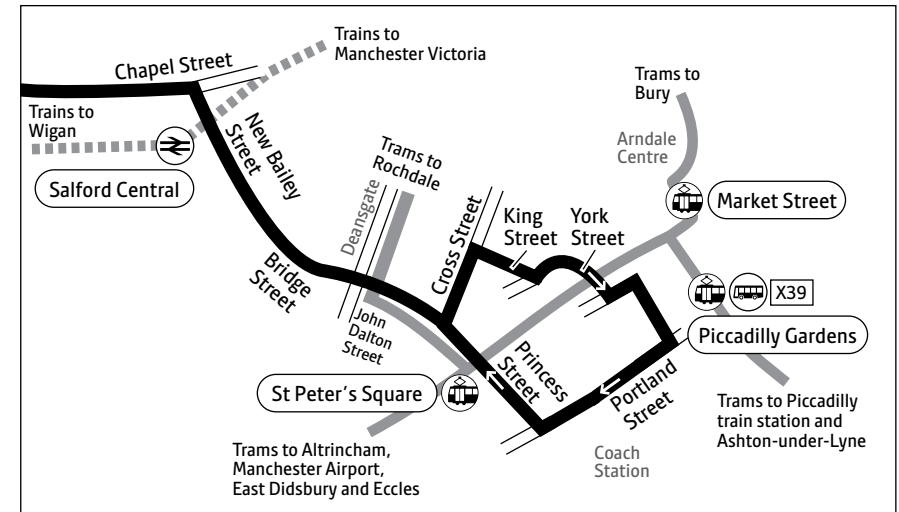 Trains to
Manchester Victoria
Chapel Street
Trams to
Bury
Trains to
Wigan
New Bailey
Street
Arndale
Centre
Trams to
Rochdale
Salford Central
Deansgate
Cross Street
King
Street
York
Street
Market Street
Bridge
Street
X39
John
Dalton
Street
Piccadilly Gardens
Princess
Street
Portland
Street
St Peter's Square
Trams to Piccadilly
train station and
Ashton-under-Lyne
Trams to Altrincham,
Manchester Airport,
East Didsbury and Eccles
Coach
Station